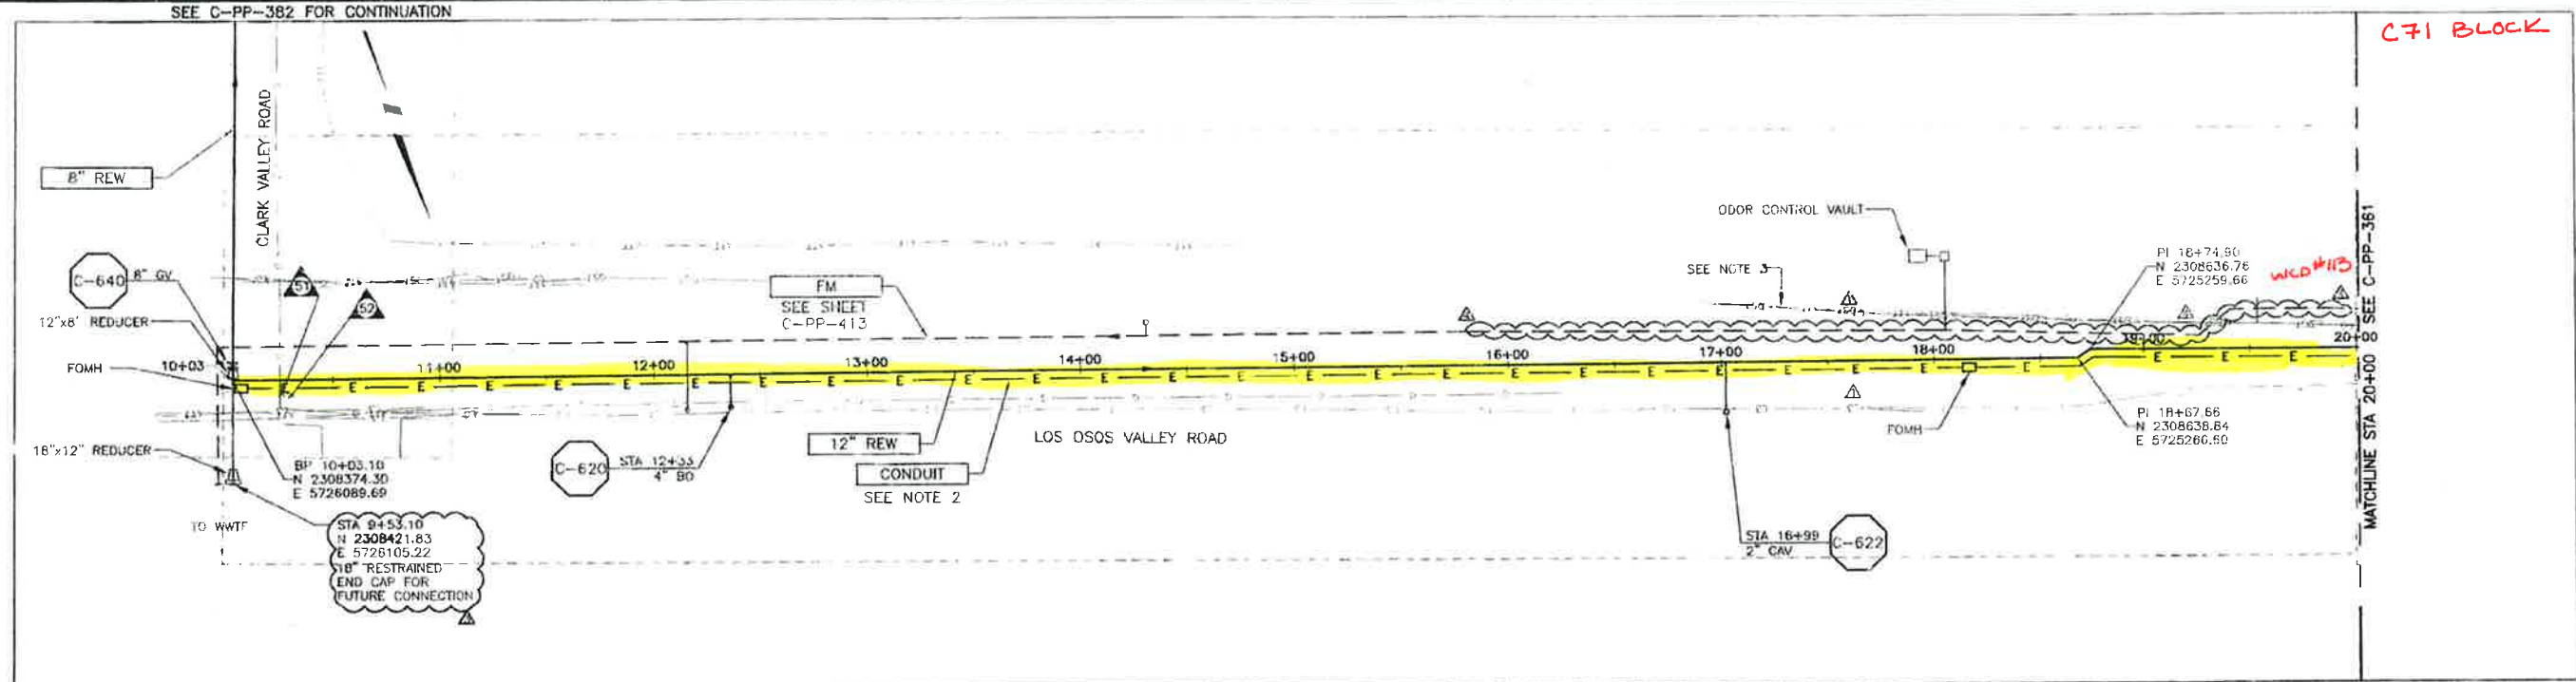 SEE C-PP-382 FOR CONTINUATION
C71 BLOCK
CLARK VALLEY ROAD
8" REW
ODOR CONTROL VAULT
SEE NOTE 3
PI 18+74.90
N 2308636.76
E 5725259.66
WCD#113
C-640
8" GV
51
52
FM
SEE SHEET
C-PP-413
12"x8" REDUCER
FOMH
10+03
11+00
12+00
13+00
14+00
15+00
16+00
17+00
18+00
19+00
20+00
E E E E E E E E E E E E E E E E E E E E E E E E E E E E E
18"x12" REDUCER
BP 10+03.10
N 2308374.30
E 5726089.69
C-620
STA 12+33
4" BO
12" REW
CONDUIT
SEE NOTE 2
LOS OSOS VALLEY ROAD
FOMH
PI 18+67.66
N 2308638.84
E 5725266.60
TO WWTF
STA 9+53.10
N 2308421.83
E 5726105.22
18" RESTRAINED
END CAP FOR
FUTURE CONNECTION
STA 16+99
2" CAV
C-622
MATCHLINE STA 20+00 SEE C-PP-361